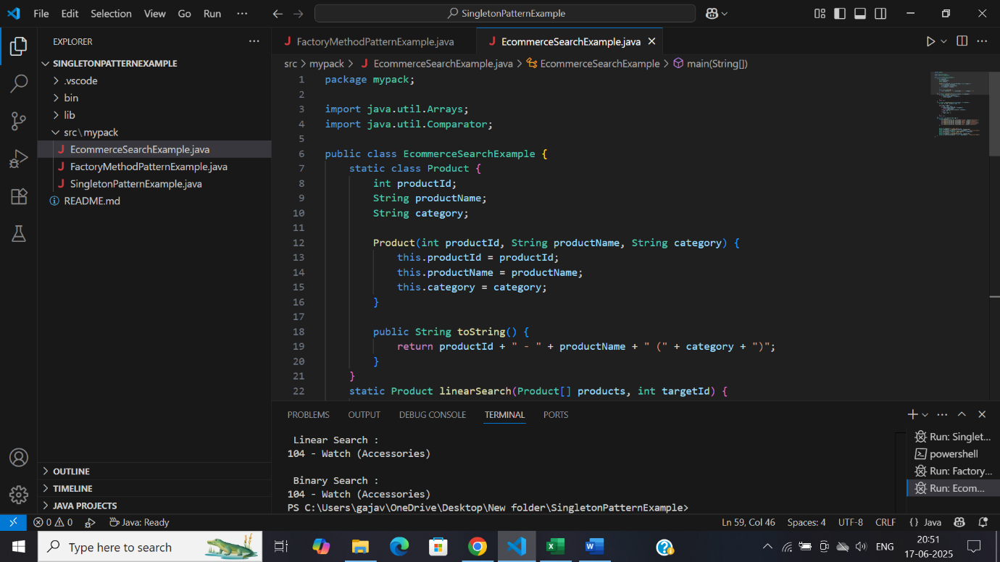 File Edit Selection View Go Run ··· SingletonPatternExample
EXPLORER
SINGLETONPATTERNEXAMPLE
.vscode
bin
lib
src\mypack
EcommerceSearchExample.java
FactoryMethodPatternExample.java
SingletonPatternExample.java
README.md
OUTLINE
TIMELINE
JAVA PROJECTS
FactoryMethodPatternExample.java EcommerceSearchExample.java
src > mypack > EcommerceSearchExample.java > EcommerceSearchExample > main(String[])
1 package mypack;
2
3 import java.util.Arrays;
4 import java.util.Comparator;
5
6 public class EcommerceSearchExample {
7 static class Product {
8 int productId;
9 String productName;
10 String category;
11
12 Product(int productId, String productName, String category) {
13 this.productId = productId;
14 this.productName = productName;
15 this.category = category;
16 }
17
18 public String toString() {
19 return productId + " - " + productName + " (" + category + ")";
20 }
21 }
22 static Product linearSearch(Product[] products, int targetId) {
PROBLEMS OUTPUT DEBUG CONSOLE TERMINAL PORTS
Linear Search :
104 - Watch (Accessories)
Binary Search :
104 - Watch (Accessories)
PS C:\Users\gajav\OneDrive\Desktop\New folder\SingletonPatternExample>
Run: Singlet...
powershell
Run: Factory...
Run: Ecom...
0 0 Java: Ready Ln 59, Col 46 Spaces: 4 UTF-8 CRLF {} Java
Type here to search ENG 20:51
17-06-2025